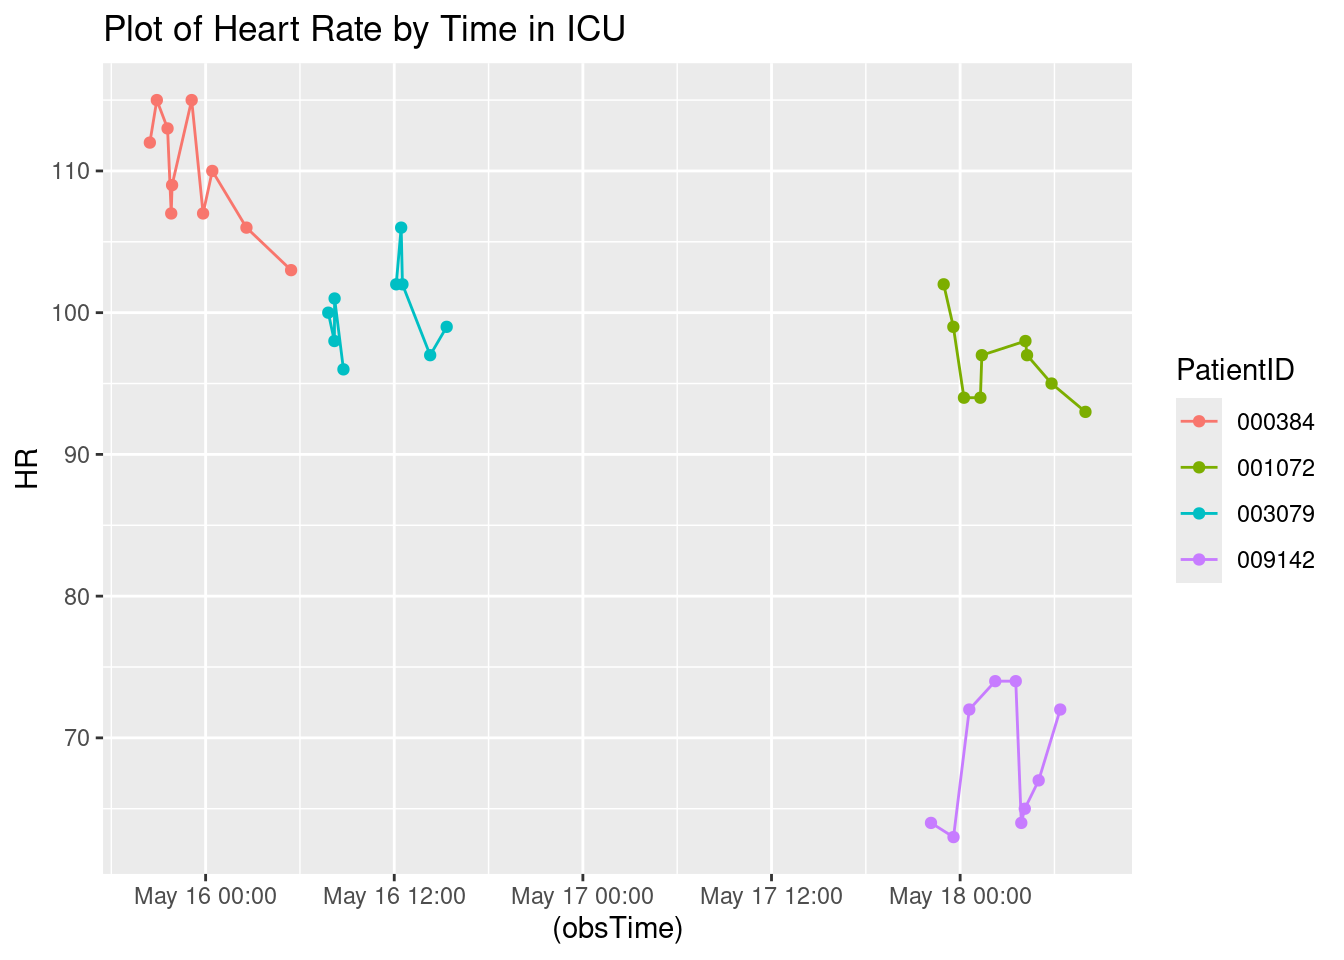 Plot of Heart Rate by Time in ICU
110
100
90
80
70
HR
May 16 00:00
May 16 12:00
May 17 00:00
May 17 12:00
May 18 00:00
(obsTime)
PatientID
000384
001072
003079
009142